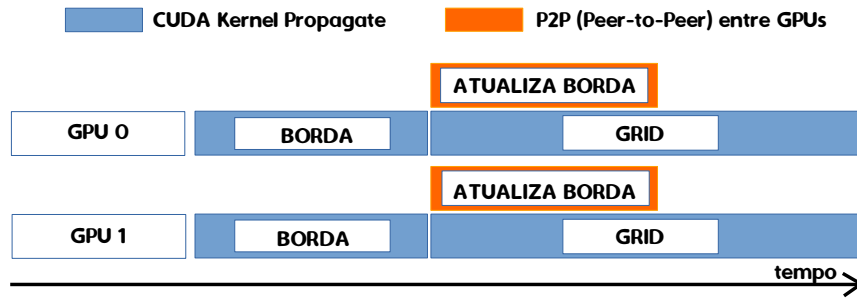 CUDA Kernel Propagate
P2P (Peer-to-Peer) entre GPUs
ATUALIZA BORDA
GPU 0
BORDA
GRID
ATUALIZA BORDA
GPU 1
BORDA
GRID
tempo